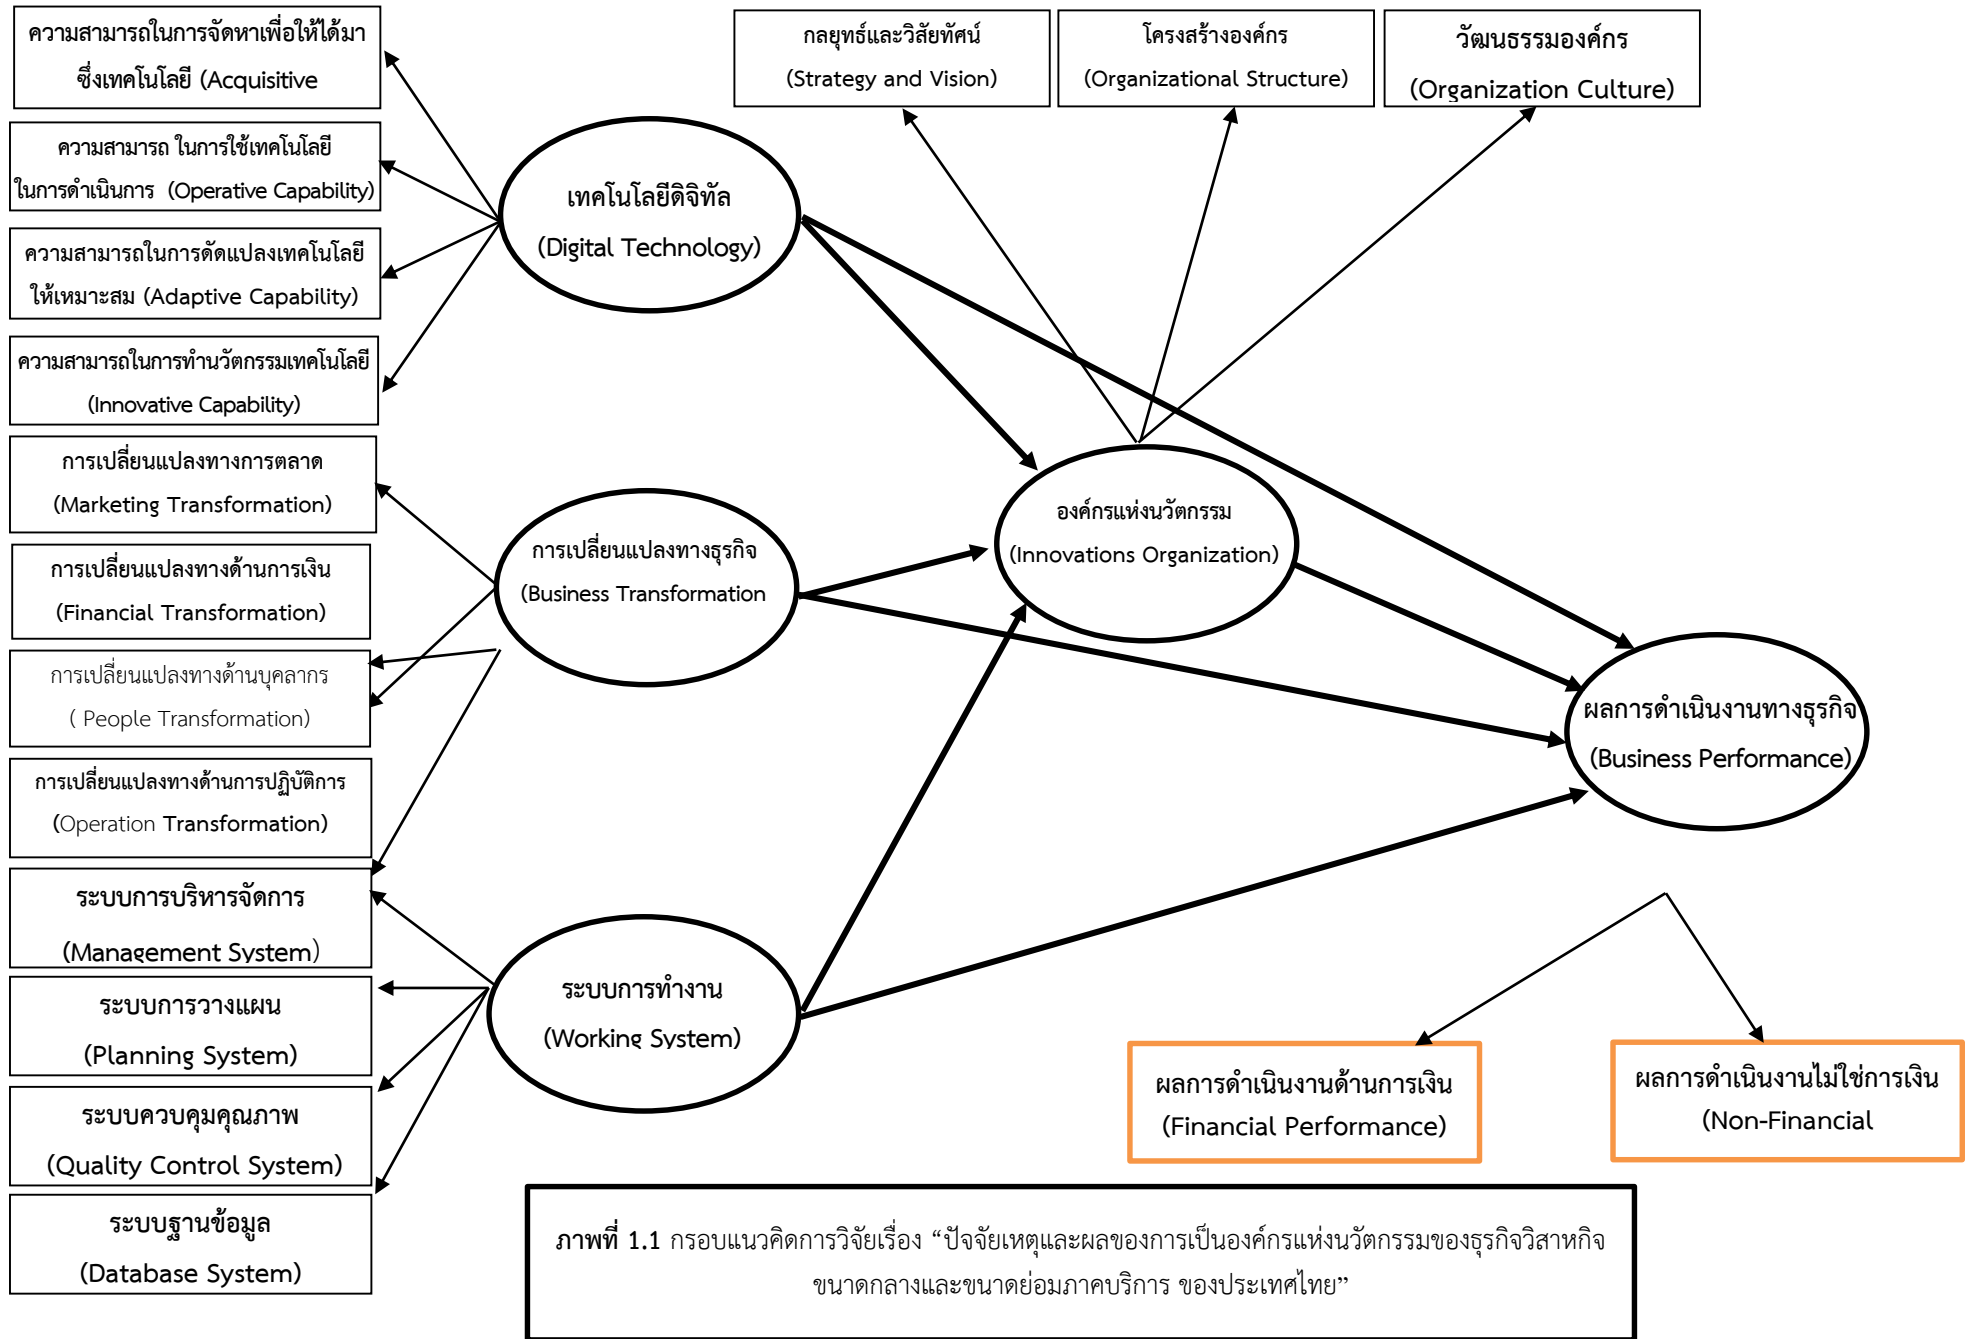 ความสามารถในการจัดหาเพื่อให้ได้มา
ซึ่งเทคโนโลยี (Acquisitive
ความสามารถ ในการใช้เทคโนโลยี
ในการดำเนินการ (Operative Capability)
ความสามารถในการดัดแปลงเทคโนโลยี
ให้เหมาะสม (Adaptive Capability)
ความสามารถในการทำนวัตกรรมเทคโนโลยี
(Innovative Capability)
การเปลี่ยนแปลงทางการตลาด
(Marketing Transformation)
การเปลี่ยนแปลงทางด้านการเงิน
(Financial Transformation)
การเปลี่ยนแปลงทางด้านบุคลากร
( People Transformation)
การเปลี่ยนแปลงทางด้านการปฏิบัติการ
(Operation Transformation)
ระบบการบริหารจัดการ
(Management System)
ระบบการวางแผน
(Planning System)
ระบบควบคุมคุณภาพ
(Quality Control System)
ระบบฐานข้อมูล
(Database System)
เทคโนโลยีดิจิทัล
(Digital Technology)
การเปลี่ยนแปลงทางธุรกิจ
(Business Transformation
ระบบการทำงาน
(Working System)
กลยุทธ์และวิสัยทัศน์
(Strategy and Vision)
โครงสร้างองค์กร
(Organizational Structure)
วัฒนธรรมองค์กร
(Organization Culture)
องค์กรแห่งนวัตกรรม
(Innovations Organization)
ผลการดำเนินงานทางธุรกิจ
(Business Performance)
ผลการดำเนินงานด้านการเงิน
(Financial Performance)
ผลการดำเนินงานไม่ใช่การเงิน
(Non-Financial
ภาพที่ 1.1 กรอบแนวคิดการวิจัยเรื่อง “ปัจจัยเหตุและผลของการเป็นองค์กรแห่งนวัตกรรมของธุรกิจวิสาหกิจ
ขนาดกลางและขนาดย่อมภาคบริการ ของประเทศไทย”